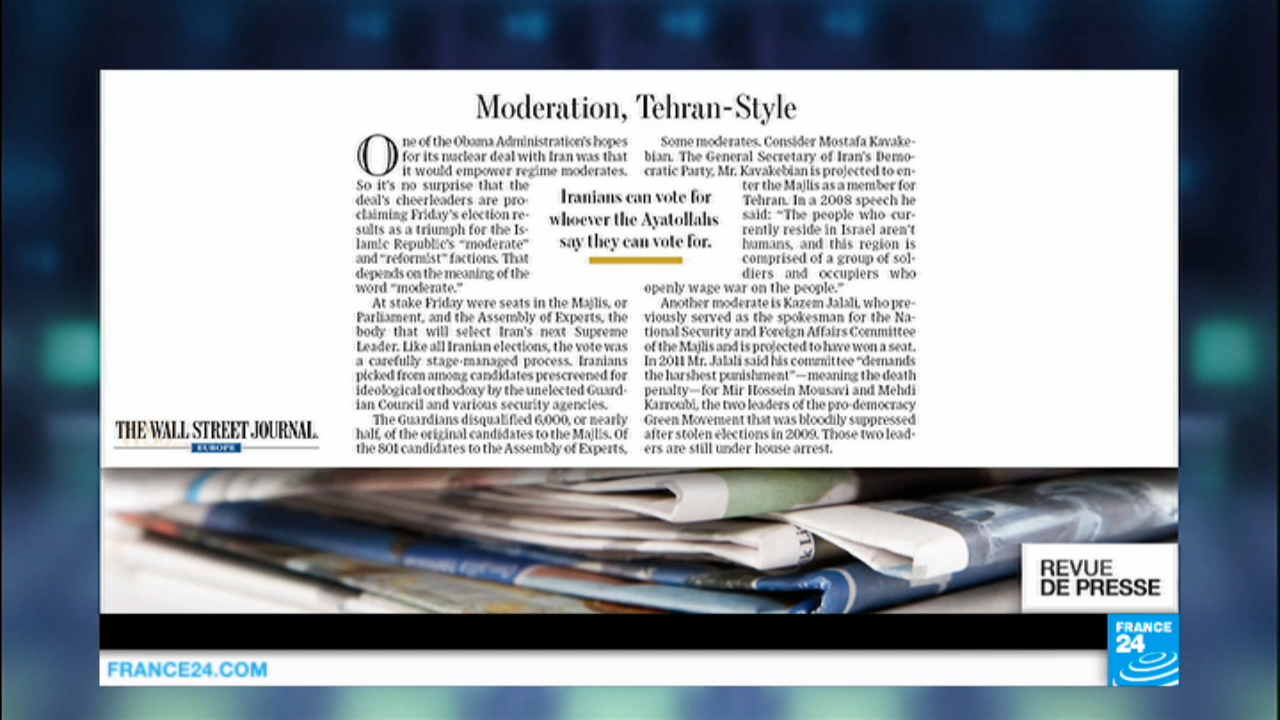 Moderation, Tehran-Style
One of the Obama Administration's hopes
for its nuclear deal with Iran was that
it would empower regime moderates.
So it's no surprise that the
deal's cheerleaders are pro-
claiming Friday's election re-
sults as a triumph for the Is-
lamic Republic's "moderate"
and "reformist" factions. That
depends on the meaning of the
word "moderate."
At stake Friday were seats in the Majlis, or
Parliament, and the Assembly of Experts, the
body that will select Iran's next Supreme
Leader. Like all Iranian elections, the vote was
a carefully stage-managed process. Iranians
picked from among candidates prescreened for
ideological orthodoxy by the unelected Guard-
ian Council and various security agencies.
The Guardians disqualified 6,000, or nearly
half, of the original candidates to the Majlis. Of
the 801 candidates to the Assembly of Experts,
Iranians can vote for
whoever the Ayatollahs
say they can vote for.
Some moderates. Consider Mostafa Kavake-
bian. The General Secretary of Iran's Demo-
cratic Party, Mr. Kavakebian is projected to en-
ter the Majlis as a member for
Tehran. In a 2008 speech he
said: "The people who cur-
rently reside in Israel aren't
humans, and this region is
comprised of a group of sol-
diers and occupiers who
openly wage war on the people."
Another moderate is Kazem Jalali, who pre-
viously served as the spokesman for the Na-
tional Security and Foreign Affairs Committee
of the Majlis and is projected to have won a seat.
In 2011 Mr. Jalali said his committee "demands
the harshest punishment"—meaning the death
penalty—for Mir Hossein Mousavi and Mehdi
Karroubi, the two leaders of the pro-democracy
Green Movement that was bloodily suppressed
after stolen elections in 2009. Those two lead-
ers are still under house arrest.
THE WALL STREET JOURNAL.
EUROPE
REVUE
DE PRESSE
FRANCE
24
FRANCE24.COM